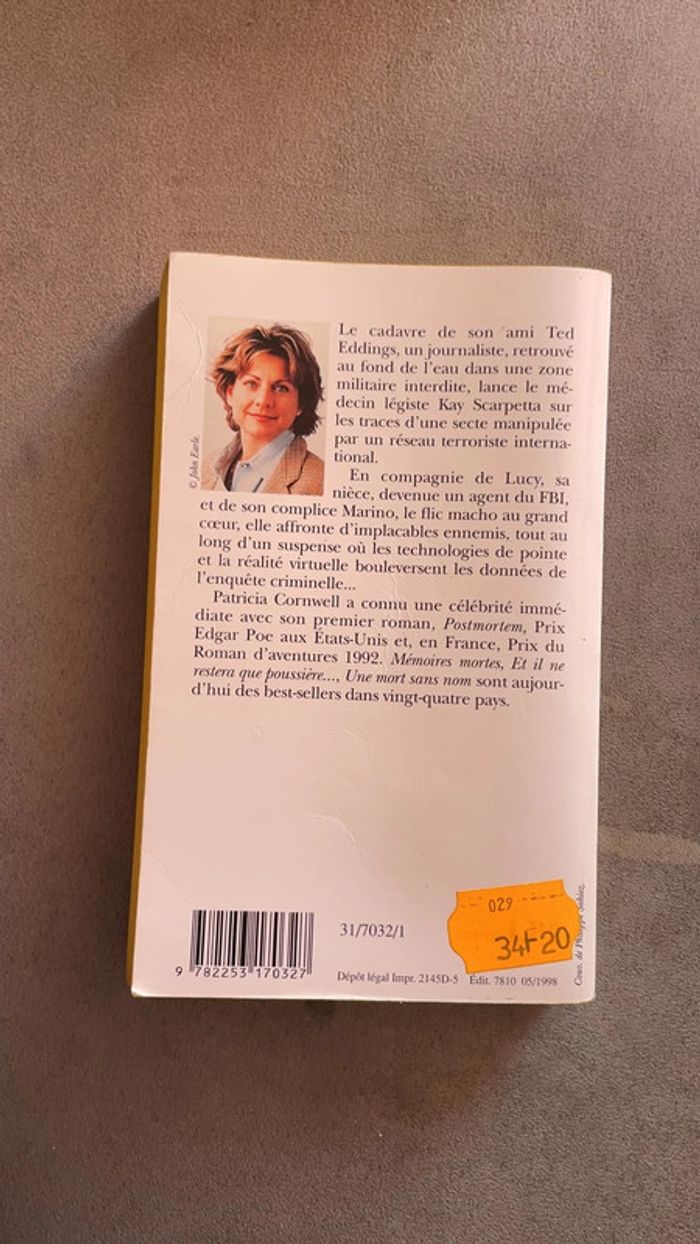 Le cadavre de son ami Ted
Eddings, un journaliste, retrouvé
au fond de l'eau dans une zone
militaire interdite, lance le mé-
decin légiste Kay Scarpetta sur
les traces d'une secte manipulée
par un réseau terroriste interna-
tional.
En compagnie de Lucy, sa
nièce, devenue un agent du FBI,
et de son complice Marino, le flic macho au grand
cœur, elle affronte d'implacables ennemis, tout au
long d'un suspense où les technologies de pointe
et la réalité virtuelle bouleversent les données de
l'enquête criminelle...
Patricia Cornwell a connu une célébrité immé-
diate avec son premier roman, Postmortem, Prix
Edgar Poe aux États-Unis et, en France, Prix du
Roman d'aventures 1992. Mémoires mortes, Et il ne
restera que poussière..., Une mort sans nom sont aujour-
d'hui des best-sellers dans vingt-quatre pays.
© John Earle.
029
34F20
31/7032/1
9 782253 170327
Dépôt légal Impr. 2145D-5 Édit. 7810 05/1998
Couv. de